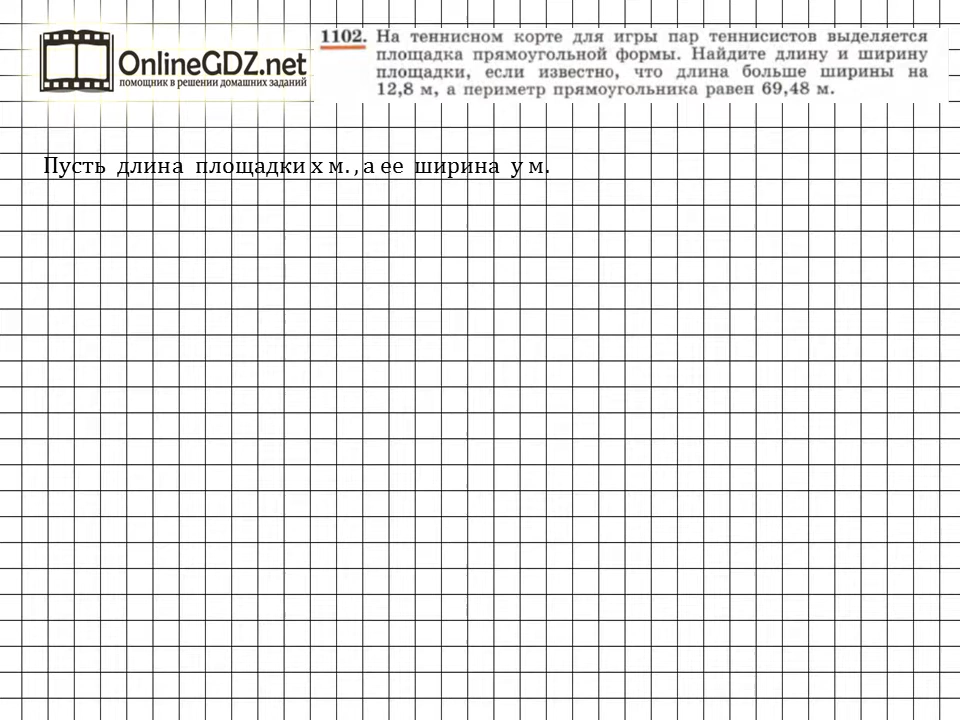 OnlineGDZ.net
помощник в решении домашних заданий
1102. На теннисном корте для игры пар теннисистов выделяется
площадка прямоугольной формы. Найдите длину и ширину
площадки, если известно, что длина больше ширины на
12,8 м, а периметр прямоугольника равен 69,48 м.
Пусть длина площадки х м. , а ее ширина у м.